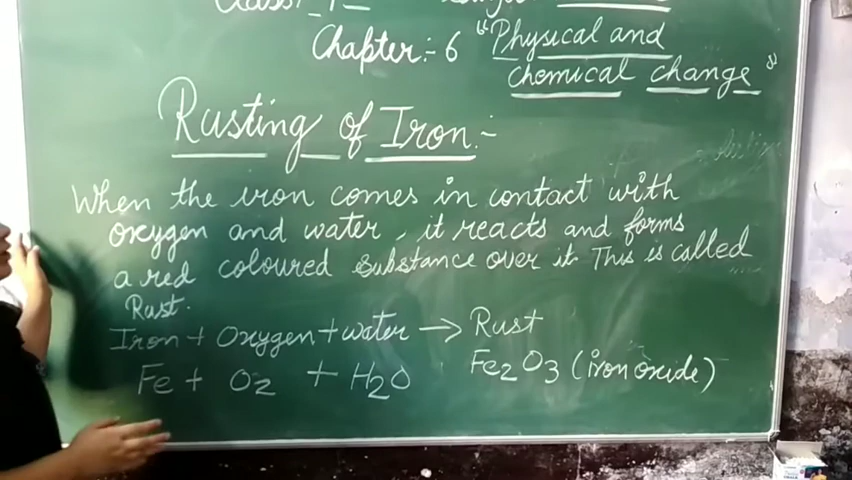 Chapter:- 6 "Physical and
chemical change"
Rusting of Iron:-
When the iron comes in contact with
oxygen and water, it reacts and forms
a red coloured substance over it. This is called
Rust.
Iron + Oxygen + water → Rust
Fe + O2 + H2O Fe2O3 (iron oxide)